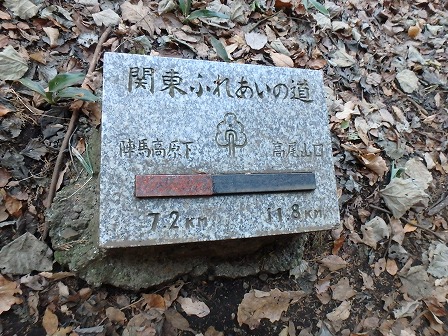 関東ふれあいの道
陣馬高原下 高尾山口
7.2KM 11.8KM